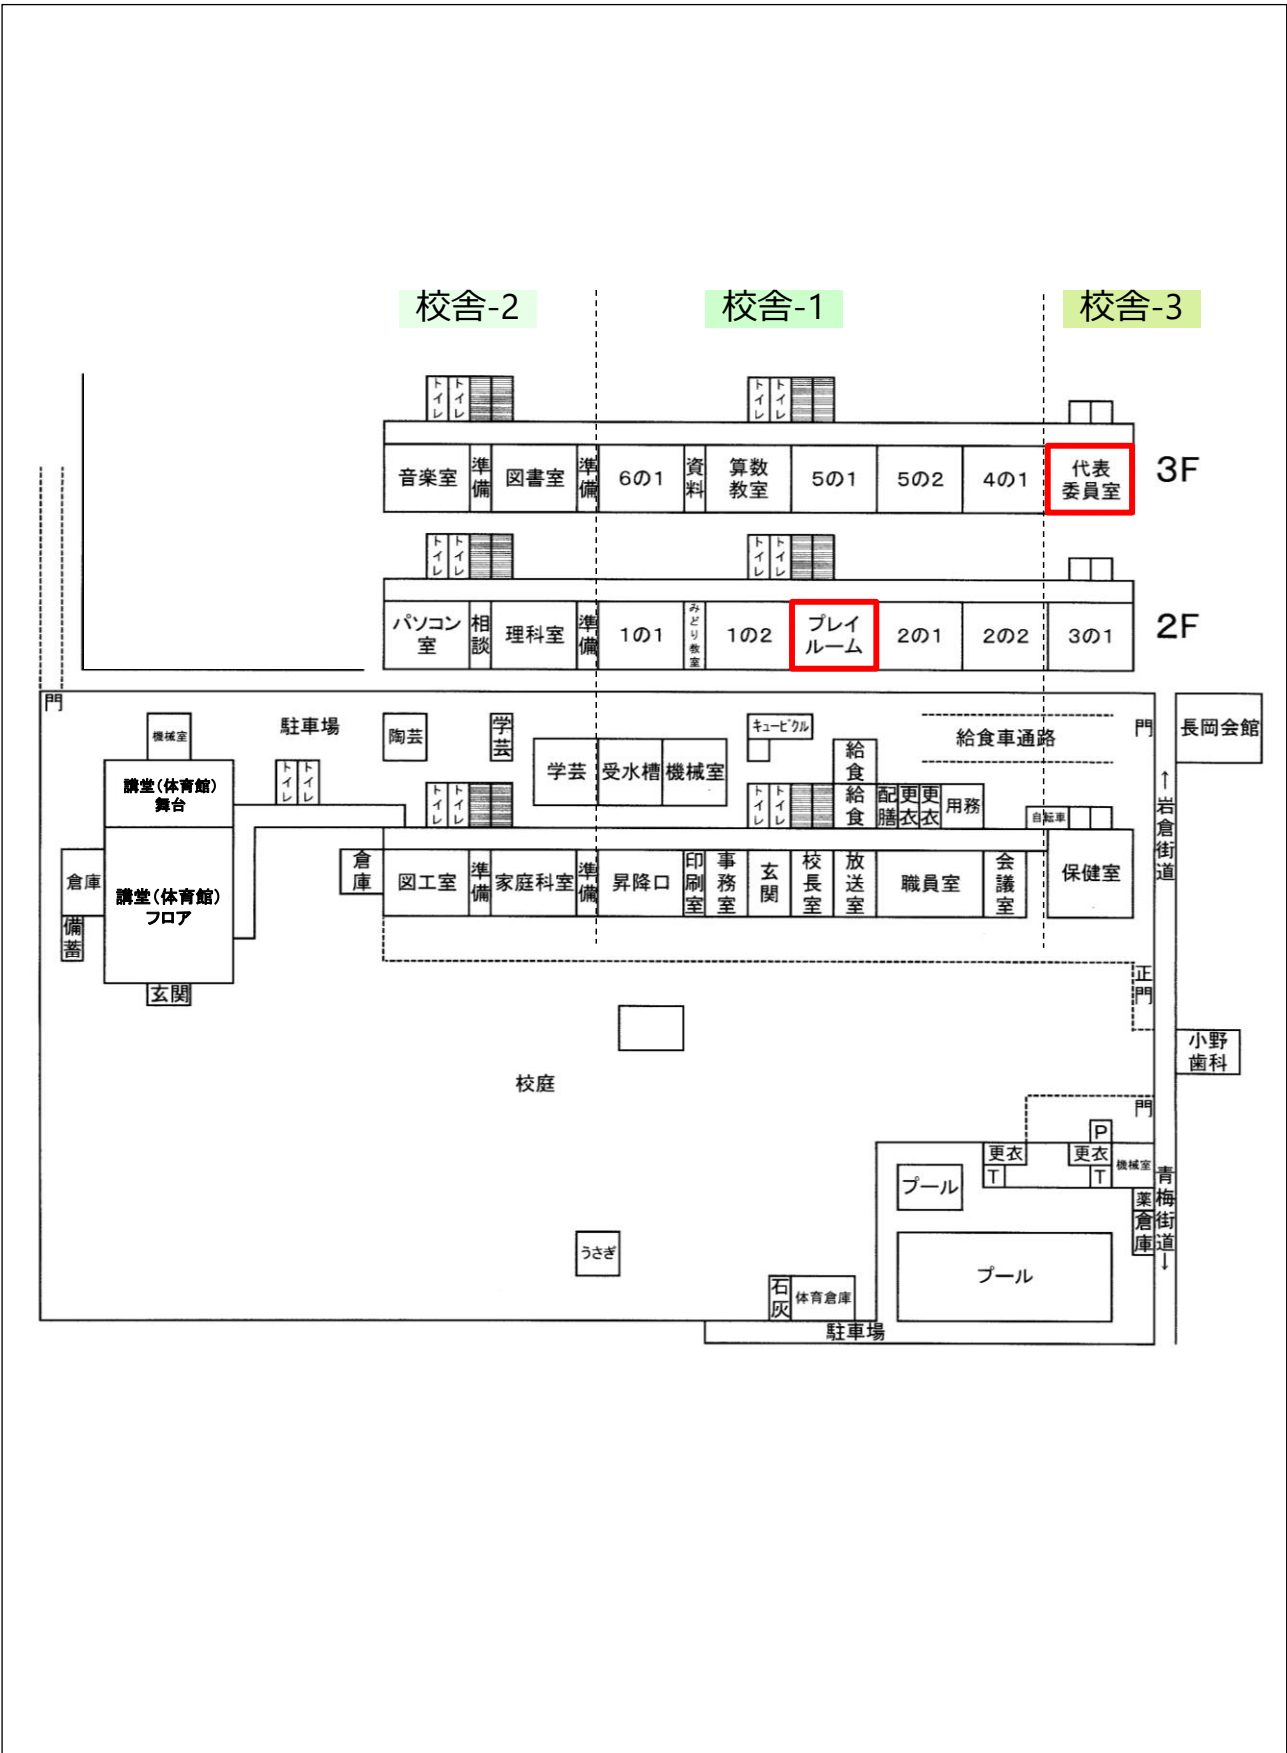 校舎-2
校舎-1
校舎-3
トイレ
トイレ
トイレ
トイレ
音楽室
準備
図書室
準備
6の1
資料
算数
教室
5の1
5の2
4の1
代表
委員室
3F
トイレ
トイレ
トイレ
トイレ
パソコン
室
相談
理科室
準備
1の1
みどり教室
1の2
プレイ
ルーム
2の1
2の2
3の1
2F
門
機械室
駐車場
陶芸
学芸
キュービクル
給食車通路
門
長岡会館
学芸
受水槽
機械室
給食
講堂(体育館)
舞台
トイレ
トイレ
トイレ
トイレ
トイレ
トイレ
給食
配膳
更衣
更衣
用務
自転車
↑岩倉街道
倉庫
講堂(体育館)
フロア
倉庫
図工室
準備
家庭科室
準備
昇降口
印刷室
事務室
玄関
校長室
放送室
職員室
会議室
保健室
備蓄
玄関
正門
小野
歯科
校庭
門
P
更衣
更衣
機械室
T
T
青梅街道↓
プール
薬
倉庫
うさぎ
プール
石灰
体育倉庫
駐車場